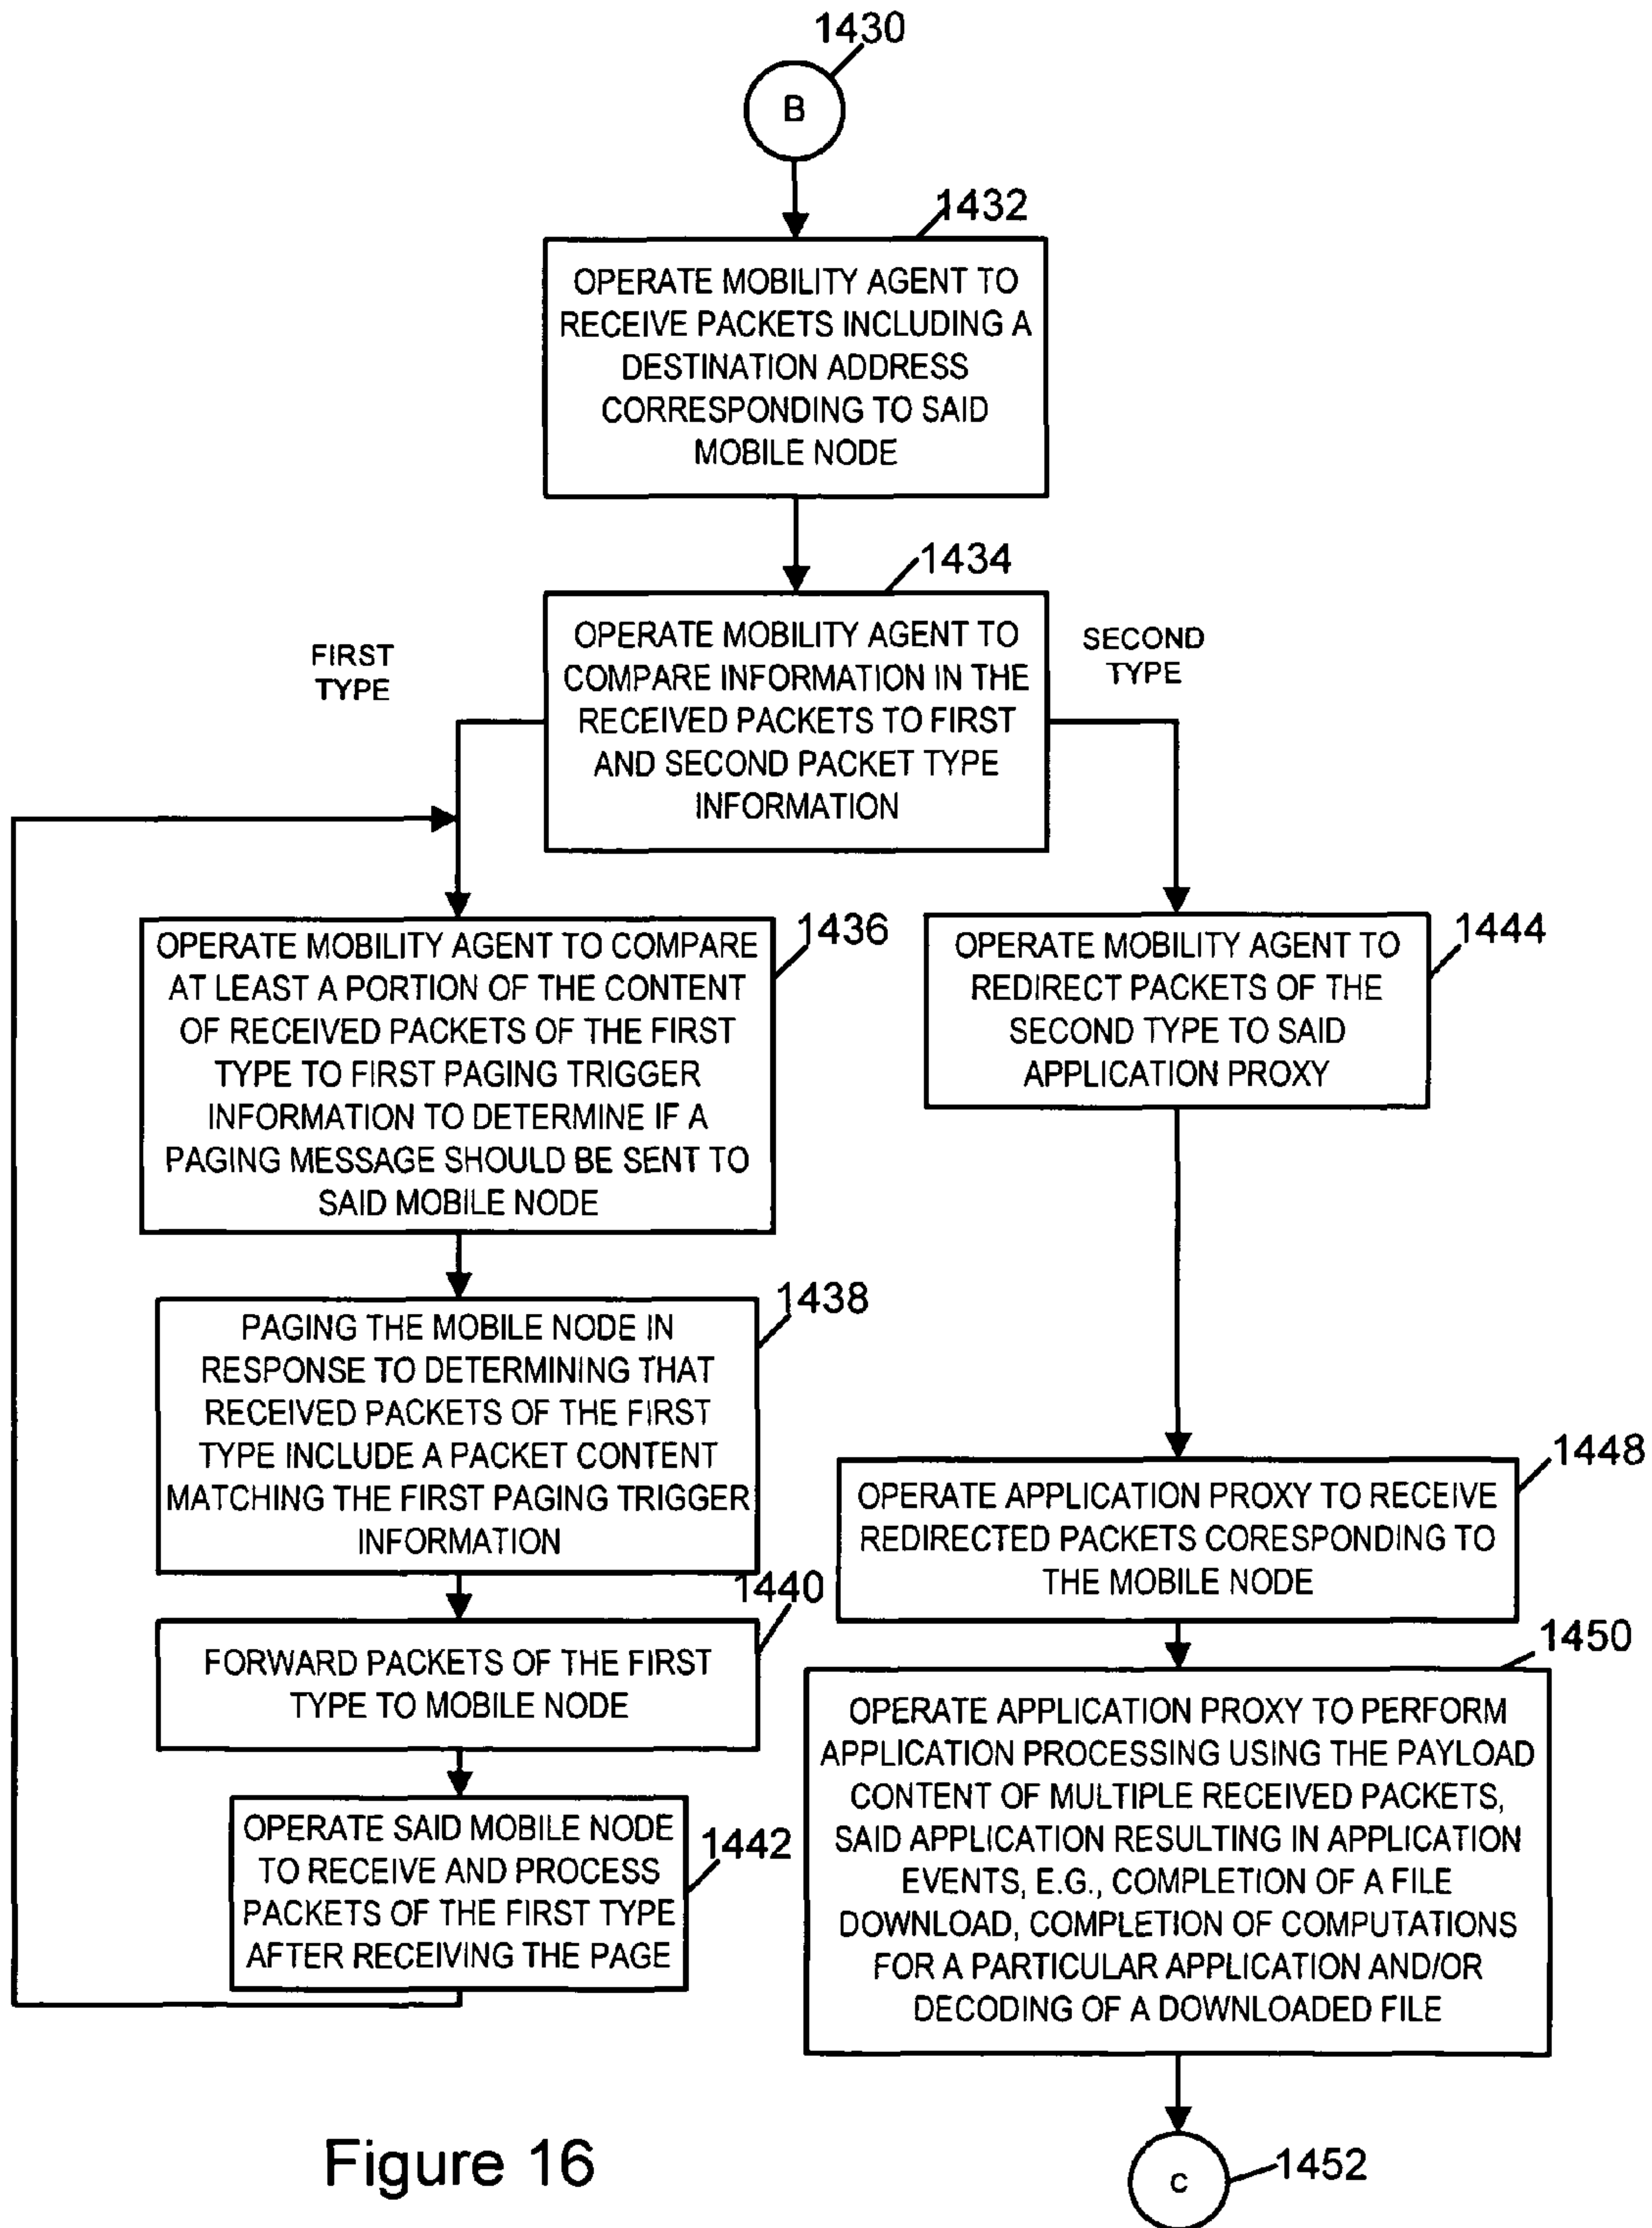 1430
B
1432
OPERATE MOBILITY AGENT TO
RECEIVE PACKETS INCLUDING A
DESTINATION ADDRESS
CORRESPONDING TO SAID
MOBILE NODE
1434
OPERATE MOBILITY AGENT TO
COMPARE INFORMATION IN THE
RECEIVED PACKETS TO FIRST
AND SECOND PACKET TYPE
INFORMATION
FIRST
TYPE
SECOND
TYPE
1436
OPERATE MOBILITY AGENT TO COMPARE
AT LEAST A PORTION OF THE CONTENT
OF RECEIVED PACKETS OF THE FIRST
TYPE TO FIRST PAGING TRIGGER
INFORMATION TO DETERMINE IF A
PAGING MESSAGE SHOULD BE SENT TO
SAID MOBILE NODE
1438
PAGING THE MOBILE NODE IN
RESPONSE TO DETERMINING THAT
RECEIVED PACKETS OF THE FIRST
TYPE INCLUDE A PACKET CONTENT
MATCHING THE FIRST PAGING TRIGGER
INFORMATION
1440
FORWARD PACKETS OF THE FIRST
TYPE TO MOBILE NODE
1442
OPERATE SAID MOBILE NODE
TO RECEIVE AND PROCESS
PACKETS OF THE FIRST TYPE
AFTER RECEIVING THE PAGE
1444
OPERATE MOBILITY AGENT TO
REDIRECT PACKETS OF THE
SECOND TYPE TO SAID
APPLICATION PROXY
1448
OPERATE APPLICATION PROXY TO RECEIVE
REDIRECTED PACKETS CORESPONDING TO
THE MOBILE NODE
1450
OPERATE APPLICATION PROXY TO PERFORM
APPLICATION PROCESSING USING THE PAYLOAD
CONTENT OF MULTIPLE RECEIVED PACKETS,
SAID APPLICATION RESULTING IN APPLICATION
EVENTS, E.G., COMPLETION OF A FILE
DOWNLOAD, COMPLETION OF COMPUTATIONS
FOR A PARTICULAR APPLICATION AND/OR
DECODING OF A DOWNLOADED FILE
C
1452
Figure 16